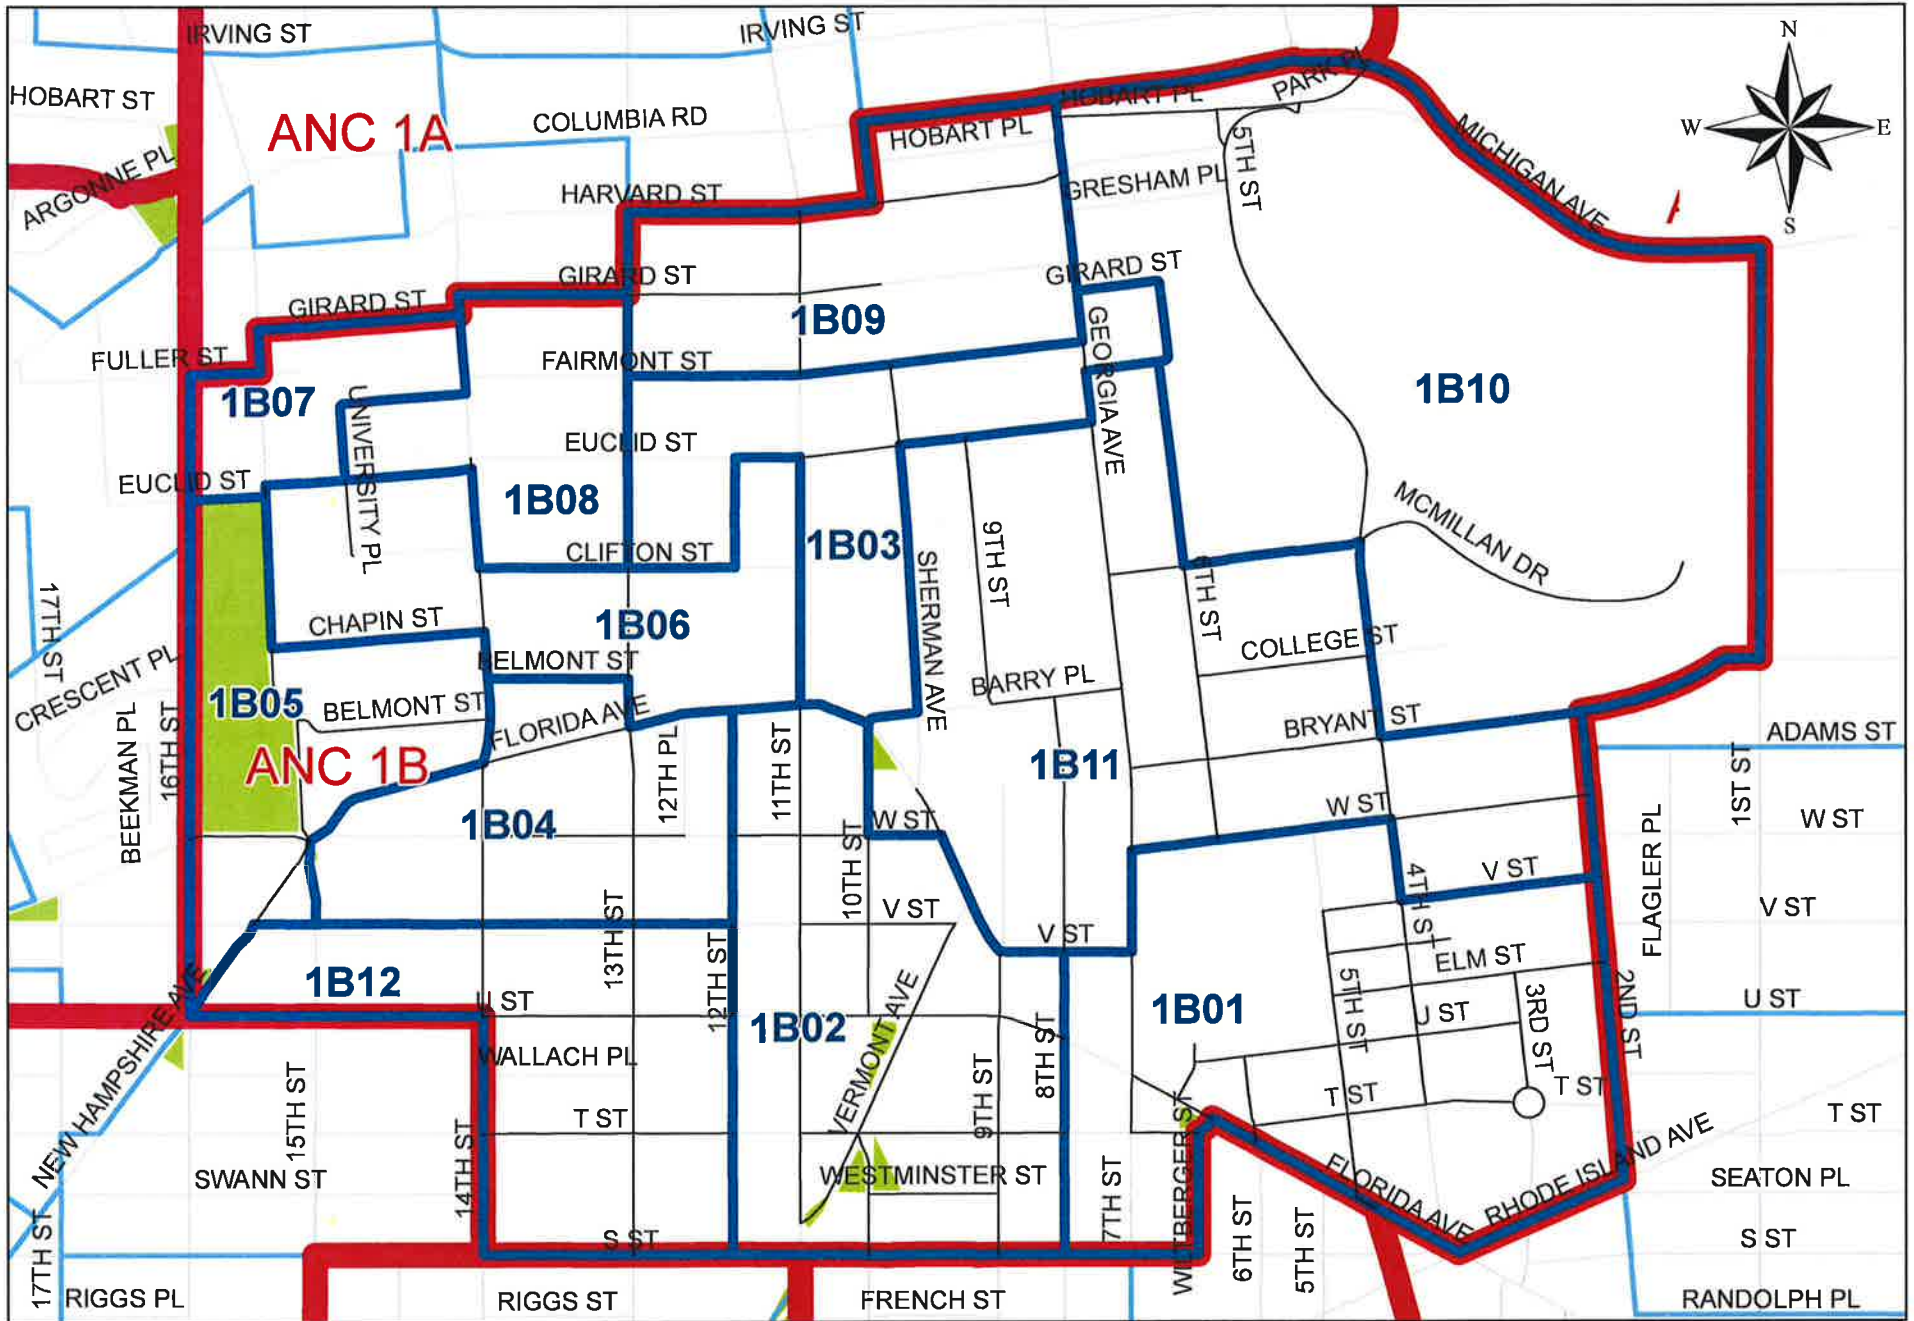 IRVING ST
IRVING ST
N
HOBART ST
ANC 1A
COLUMBIA RD
HOBART PL
HOBART PL
PARK PL
5TH ST
MICHIGAN AVE
W
E
S
ARGONNE PL
HARVARD ST
GRESHAM PL
GIRARD ST
GIRARD ST
GIRARD ST
1B09
GEORGIA AVE
FULLER ST
FAIRMONT ST
1B07
UNIVERSITY PL
1B10
EUCLID ST
EUCLID ST
1B08
CLIFTON ST
1B03
9TH ST
SHERMAN AVE
MCMILLAN DR
6TH ST
17TH ST
CHAPIN ST
1B06
COLLEGE ST
CRESCENT PL
BELMONT ST
BARRY PL
1B05
BELMONT ST
FLORIDA AVE
BRYANT ST
ADAMS ST
BEEKMAN PL
16TH ST
ANC 1B
12TH PL
11TH ST
1B11
1ST ST
1B04
10TH ST
W ST
W ST
W ST
FLAGLER PL
4TH ST
V ST
V ST
V ST
V ST
13TH ST
12TH ST
ELM ST
1B12
U ST
1B02
VERMONT AVE
8TH ST
1B01
5TH ST
U ST
3RD ST
2ND ST
U ST
NEW HAMPSHIRE AVE
WALLACH PL
15TH ST
14TH ST
T ST
9TH ST
T ST
T ST
T ST
SWANN ST
WESTMINSTER ST
7TH ST
WILTBERGER ST
FLORIDA AVE
RHODE ISLAND AVE
SEATON PL
17TH ST
S ST
6TH ST
5TH ST
S ST
RIGGS PL
RIGGS ST
FRENCH ST
RANDOLPH PL